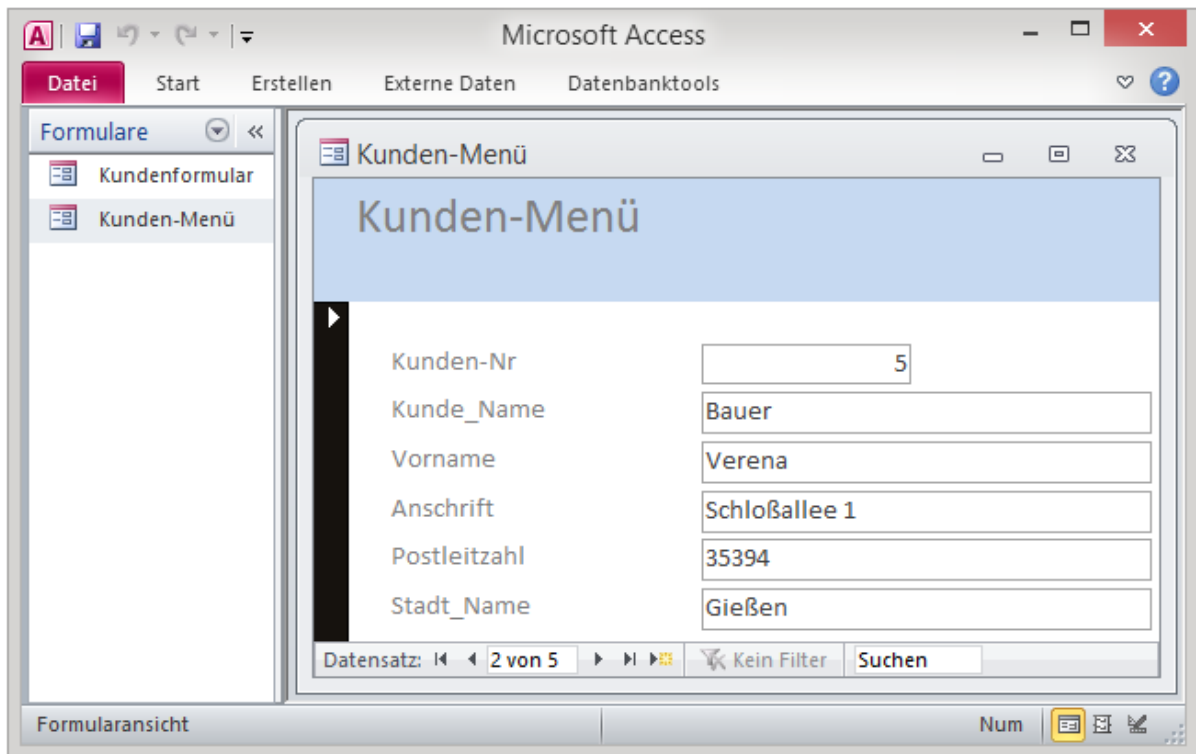 Microsoft Access
Datei Start Erstellen Externe Daten Datenbanktools
Formulare
Kundenformular
Kunden-Menü
Kunden-Menü
Kunden-Menü
Kunden-Nr 5
Kunde_Name Bauer
Vorname Verena
Anschrift Schloßallee 1
Postleitzahl 35394
Stadt_Name Gießen
Datensatz: 2 von 5 Kein Filter Suchen
Formularansicht Num